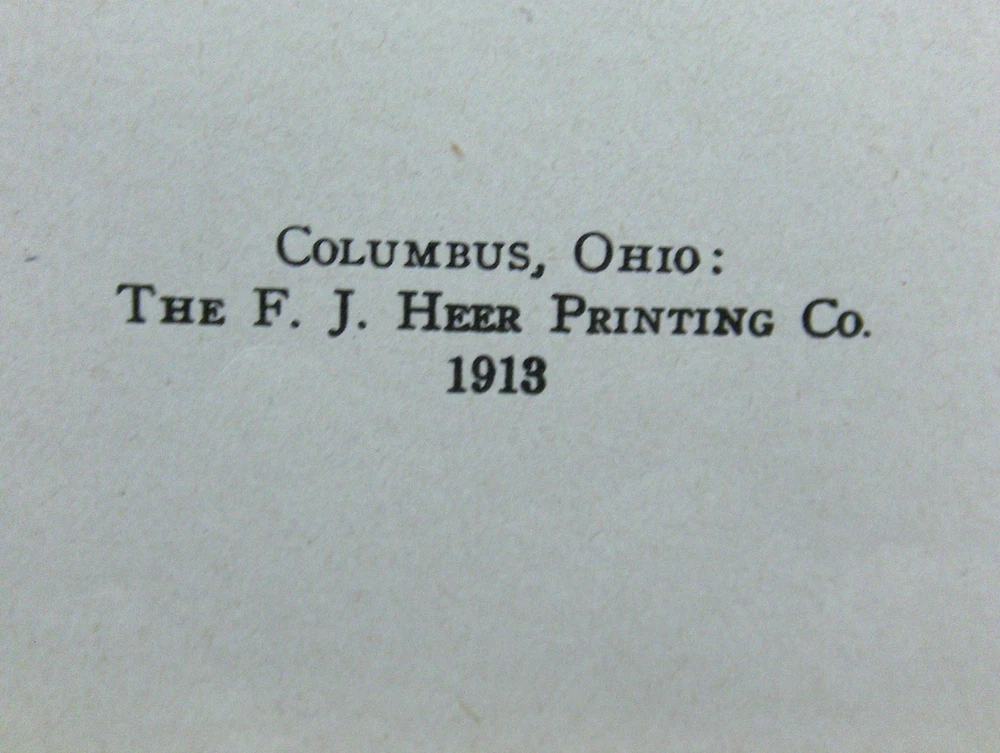 Columbus, Ohio:
The F. J. Heer Printing Co.
1913